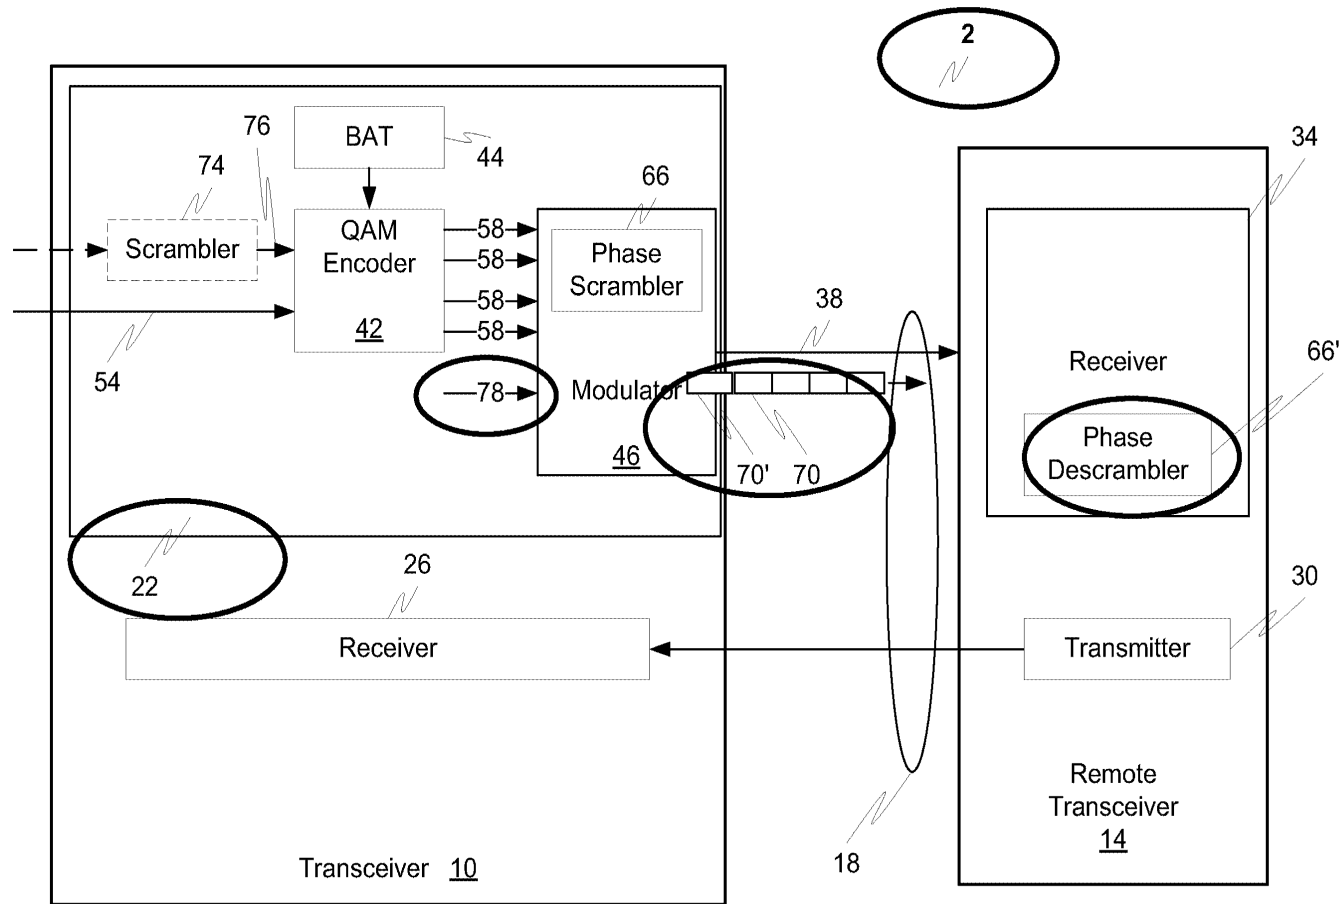 2
76
BAT
44
34
74
66
Scrambler
QAM
Encoder
42
58
58
58
58
Phase
Scrambler
54
78
Modulator
46
38
70'
70
Receiver
66'
Phase
Descrambler
22
26
Receiver
30
Transmitter
Remote
Transceiver
14
18
Transceiver 10